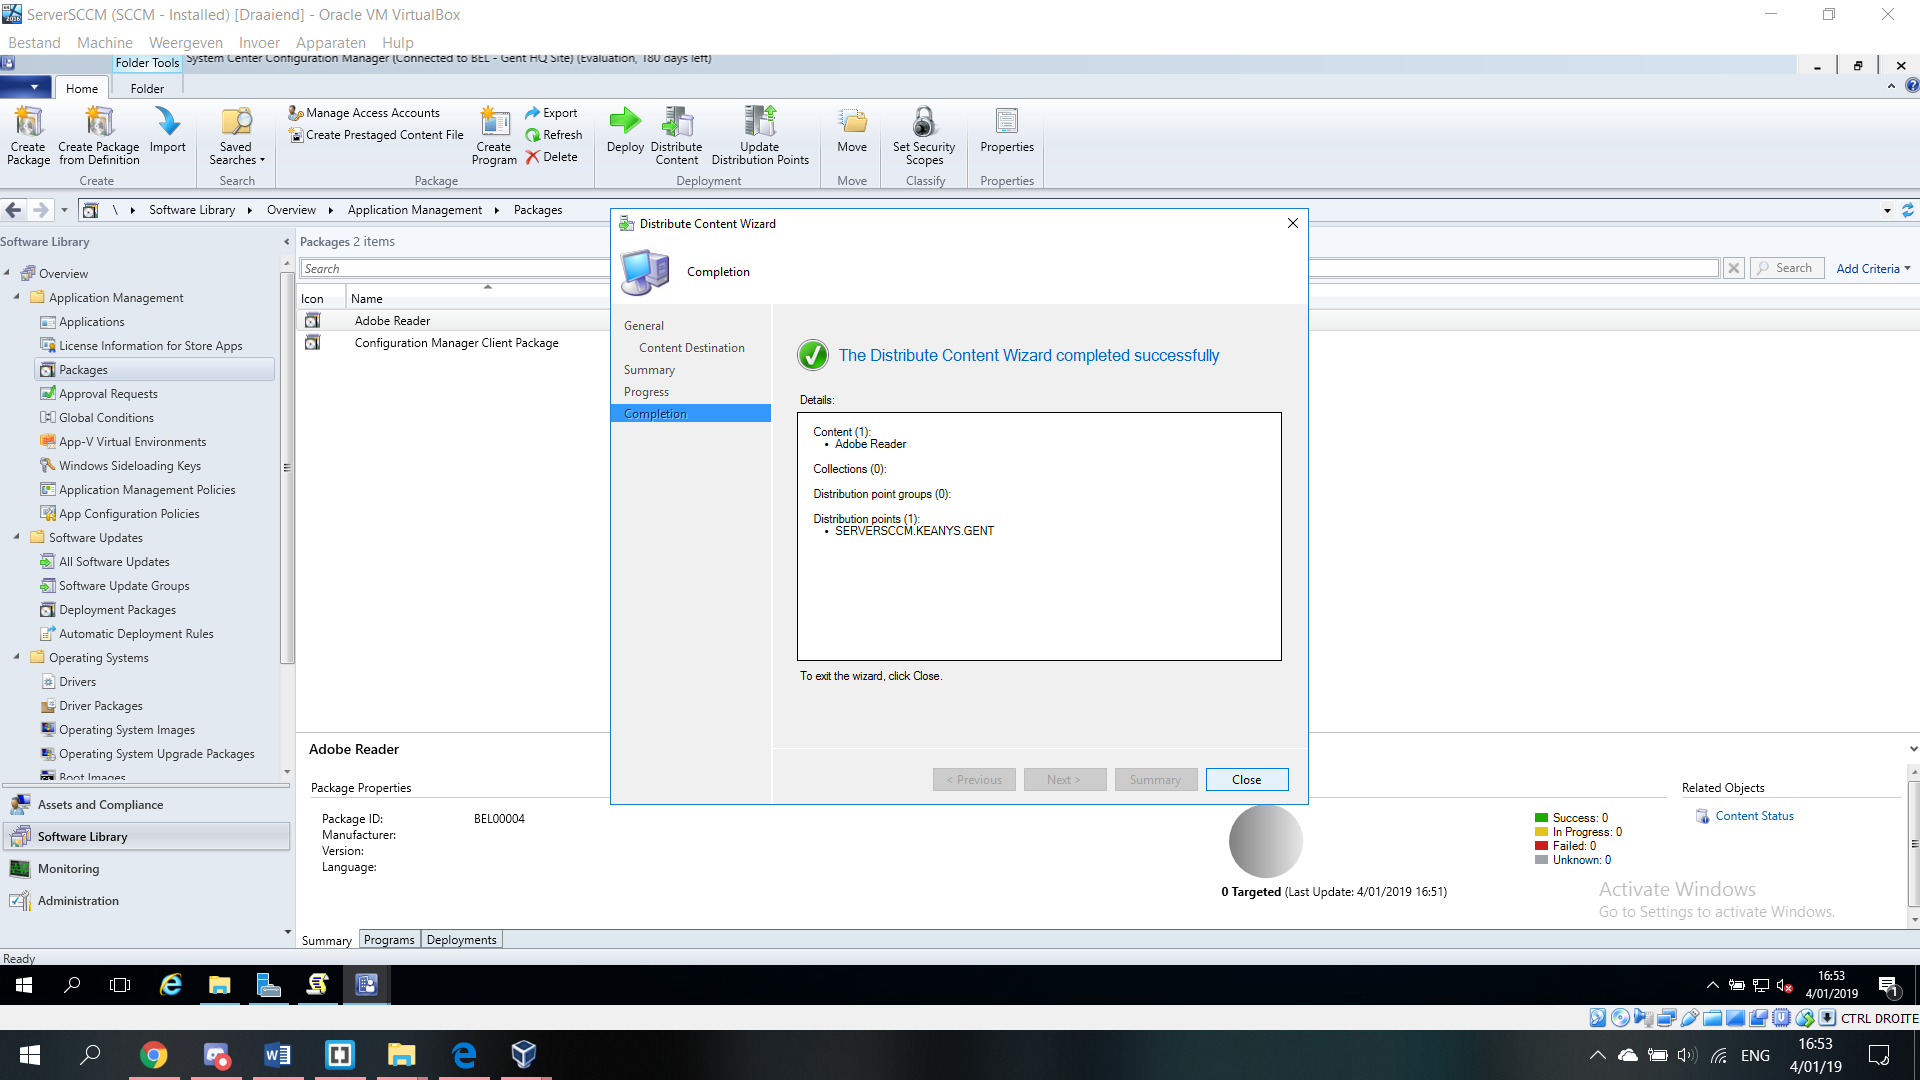 ServerSCCM (SCCM - Installed) [Draaiend] - Oracle VM VirtualBox
Bestand Machine Weergeven Invoer Apparaten Hulp
Folder Tools System Center Configuration Manager (Connected to BEL - Gent HQ Site) (Evaluation, 180 days left)
Home Folder
Create Package
Create Package from Definition
Import
Create
Saved Searches
Search
Manage Access Accounts
Create Prestaged Content File
Create Program
Export
Refresh
Delete
Package
Deploy
Distribute Content
Update Distribution Points
Deployment
Move
Move
Set Security Scopes
Classify
Properties
Properties
\ Software Library Overview Application Management Packages
Software Library
Overview
Application Management
Applications
License Information for Store Apps
Packages
Approval Requests
Global Conditions
App-V Virtual Environments
Windows Sideloading Keys
Application Management Policies
App Configuration Policies
Software Updates
All Software Updates
Software Update Groups
Deployment Packages
Automatic Deployment Rules
Operating Systems
Drivers
Driver Packages
Operating System Images
Operating System Upgrade Packages
Boot Images
Assets and Compliance
Software Library
Monitoring
Administration
Packages 2 items
Search
Search
Add Criteria
Icon Name
Adobe Reader
Configuration Manager Client Package
Distribute Content Wizard
Completion
General
Content Destination
Summary
Progress
Completion
The Distribute Content Wizard completed successfully
Details:
Content (1):
• Adobe Reader
Collections (0):
Distribution point groups (0):
Distribution points (1):
• SERVERSCCM.KEANYS.GENT
To exit the wizard, click Close.
< Previous Next > Summary Close
Adobe Reader
Package Properties
Package ID: BEL00004
Manufacturer:
Version:
Language:
0 Targeted (Last Update: 4/01/2019 16:51)
Success: 0
In Progress: 0
Failed: 0
Unknown: 0
Related Objects
Content Status
Activate Windows
Go to Settings to activate Windows.
Summary Programs Deployments
Ready
16:53
4/01/2019
1
CTRL DROITE
ENG
16:53
4/01/19